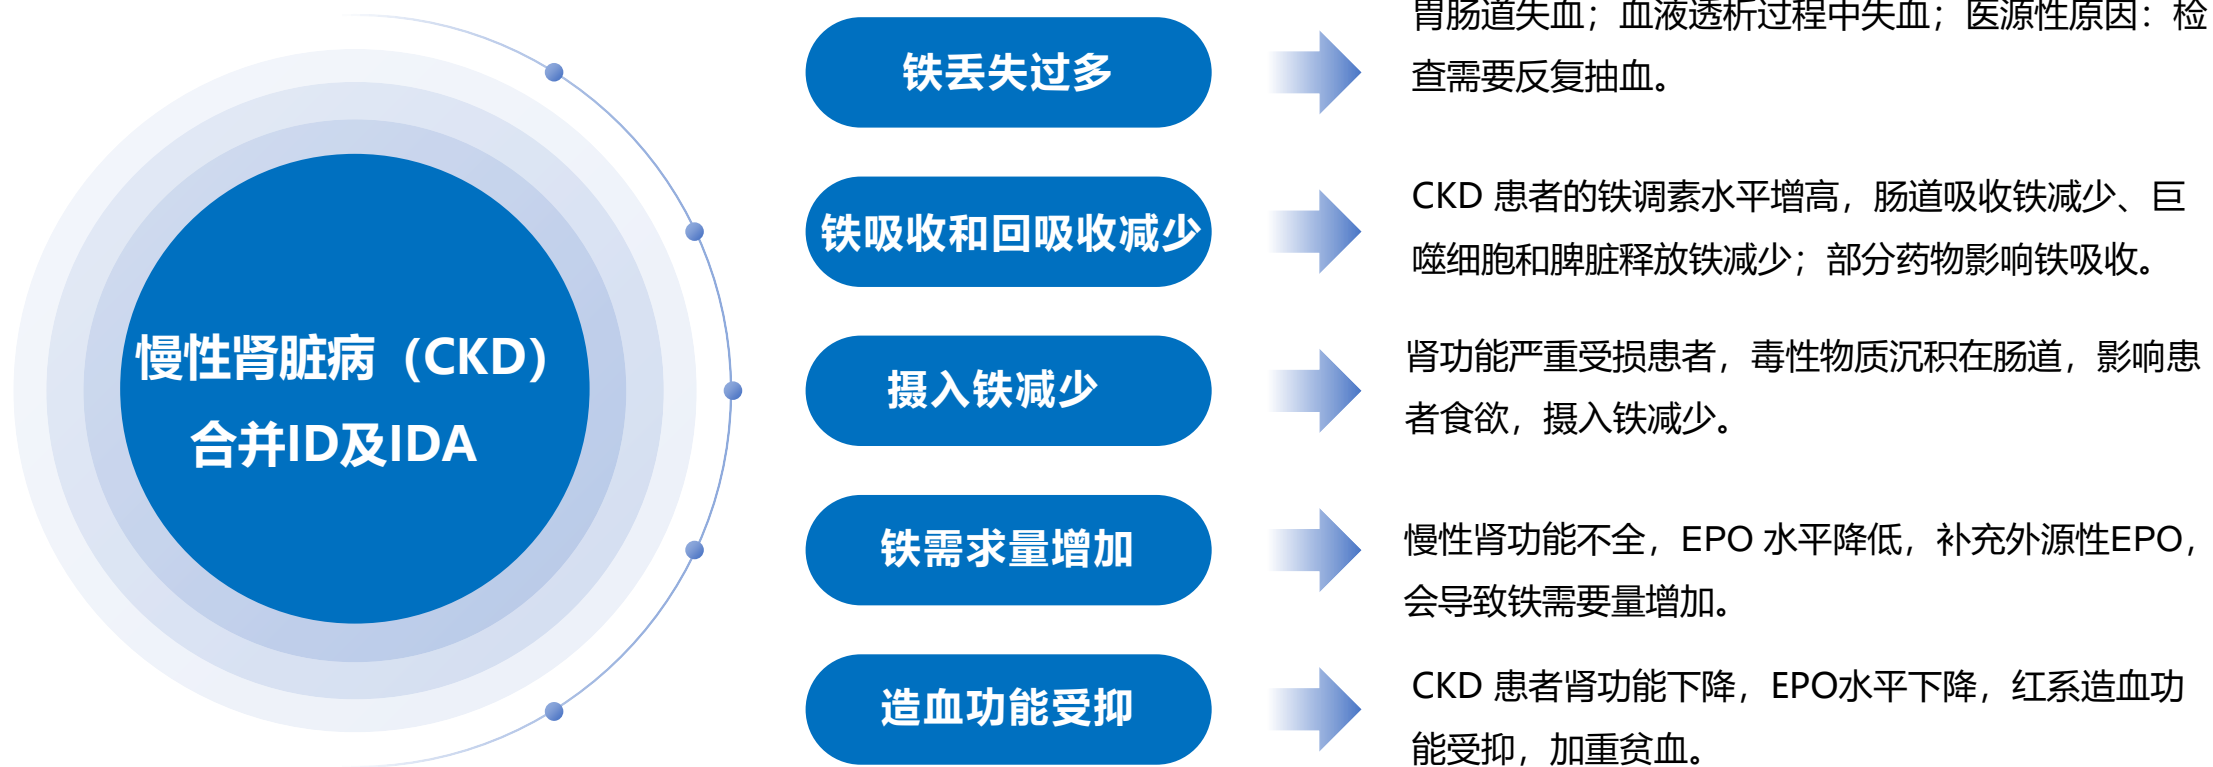 慢性肾脏病（CKD）
合并ID及IDA
铁丢失过多
胃肠道失血；血液透析过程中失血；医源性原因：检
查需要反复抽血。
铁吸收和回吸收减少
CKD 患者的铁调素水平增高，肠道吸收铁减少、巨
噬细胞和脾脏释放铁减少；部分药物影响铁吸收。
摄入铁减少
肾功能严重受损患者，毒性物质沉积在肠道，影响患
者食欲，摄入铁减少。
铁需求量增加
慢性肾功能不全，EPO 水平降低，补充外源性EPO，
会导致铁需要量增加。
造血功能受抑
CKD 患者肾功能下降，EPO水平下降，红系造血功
能受抑，加重贫血。